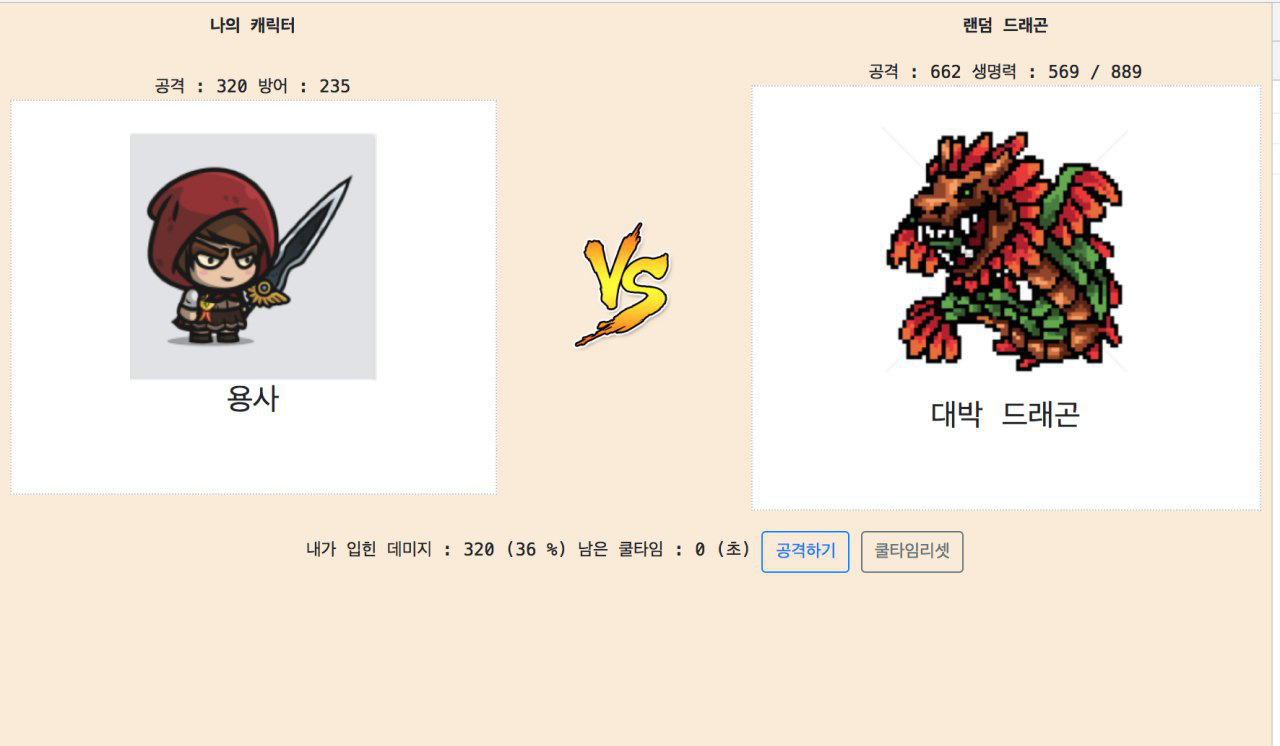 나의 캐릭터
랜덤 드래곤
공격 : 320 방어 : 235
공격 : 662 생명력 : 569 / 889
VS
용사
대박 드래곤
내가 입힌 데미지 : 320 (36 %) 남은 쿨타임 : 0 (초) 공격하기 쿨타임리셋